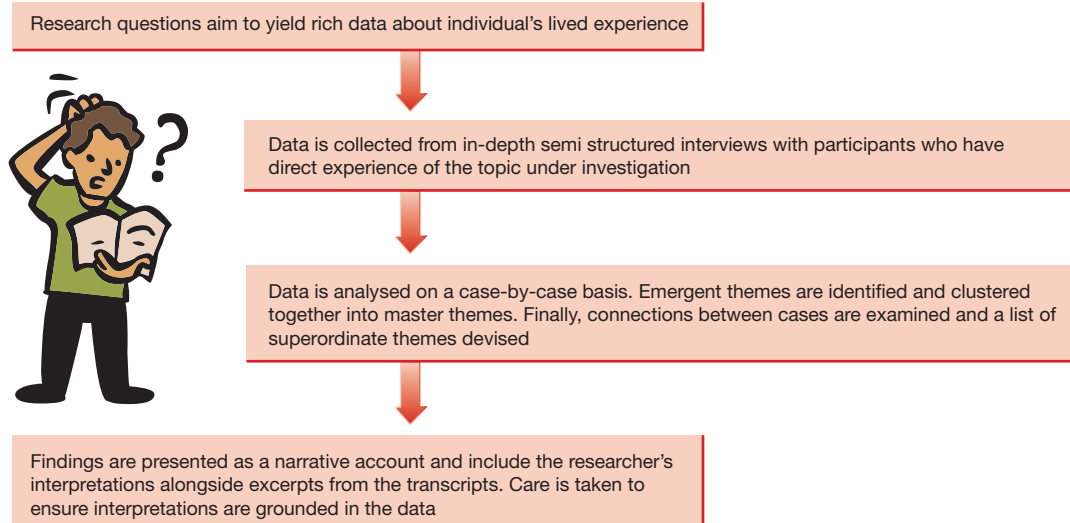 Research questions aim to yield rich data about individual’s lived experience
?
Data is collected from in-depth semi structured interviews with participants who have
direct experience of the topic under investigation
Data is analysed on a case-by-case basis. Emergent themes are identified and clustered
together into master themes. Finally, connections between cases are examined and a list of
superordinate themes devised
Findings are presented as a narrative account and include the researcher’s
interpretations alongside excerpts from the transcripts. Care is taken to
ensure interpretations are grounded in the data